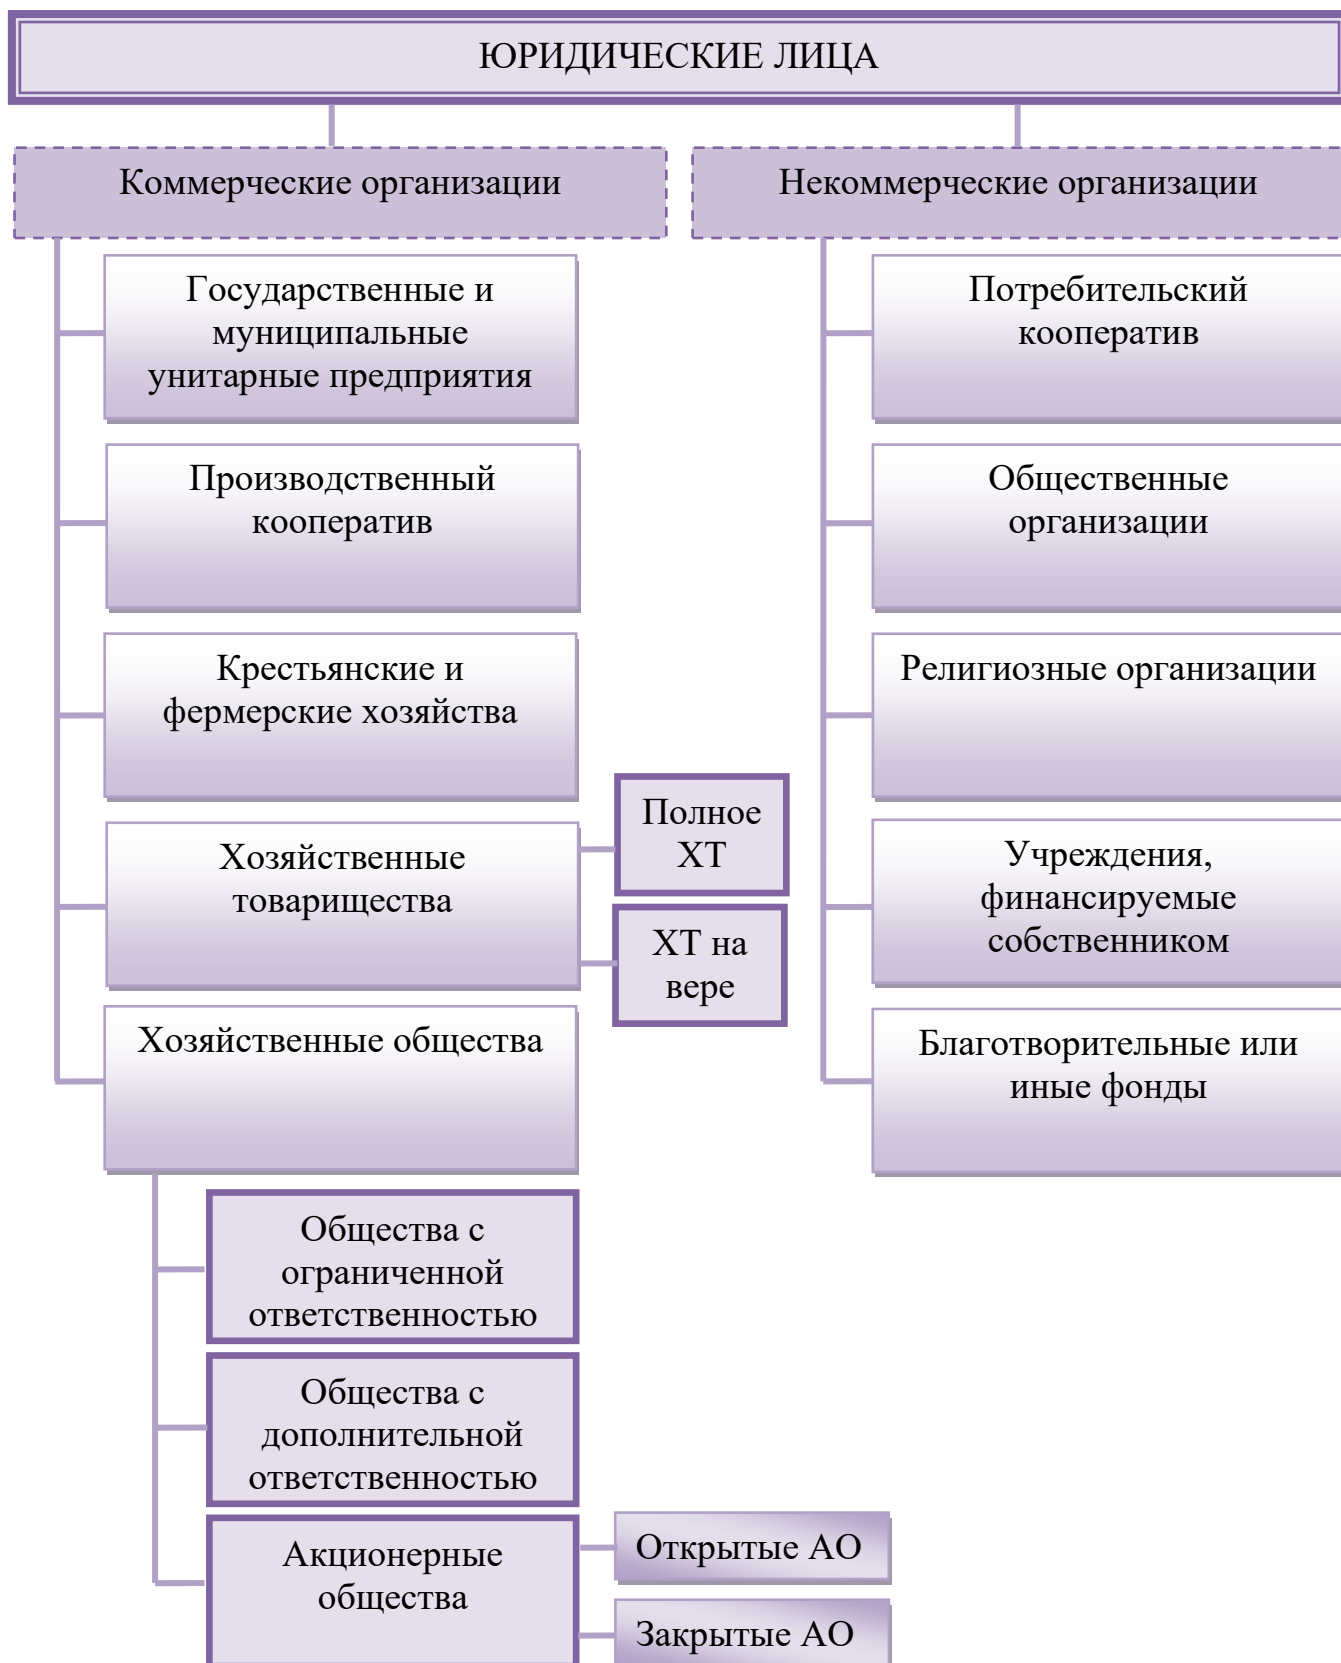 ЮРИДИЧЕСКИЕ ЛИЦА
Коммерческие организации
Государственные и
муниципальные
унитарные предприятия
Производственный
кооператив
Крестьянские и
фермерские хозяйства
Хозяйственные
товарищества
Полное
ХТ
ХТ на
вере
Хозяйственные общества
Общества с
ограниченной
ответственностью
Общества с
дополнительной
ответственностью
Акционерные
общества
Открытые АО
Закрытые АО
Некоммерческие организации
Потребительский
кооператив
Общественные
организации
Религиозные организации
Учреждения,
финансируемые
собственником
Благотворительные или
иные фонды